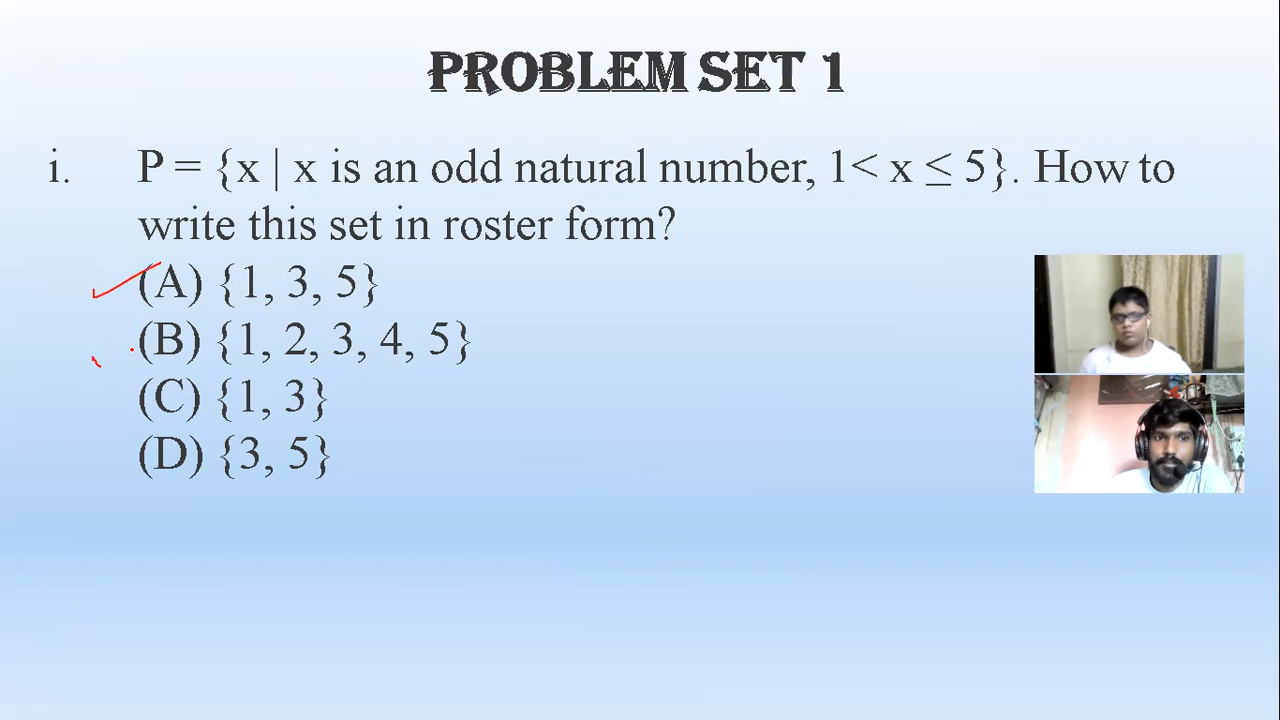 PROBLEM SET 1
i. P = {x | x is an odd natural number, 1< x ≤ 5}. How to
write this set in roster form?
(A) {1, 3, 5}
(B) {1, 2, 3, 4, 5}
(C) {1, 3}
(D) {3, 5}